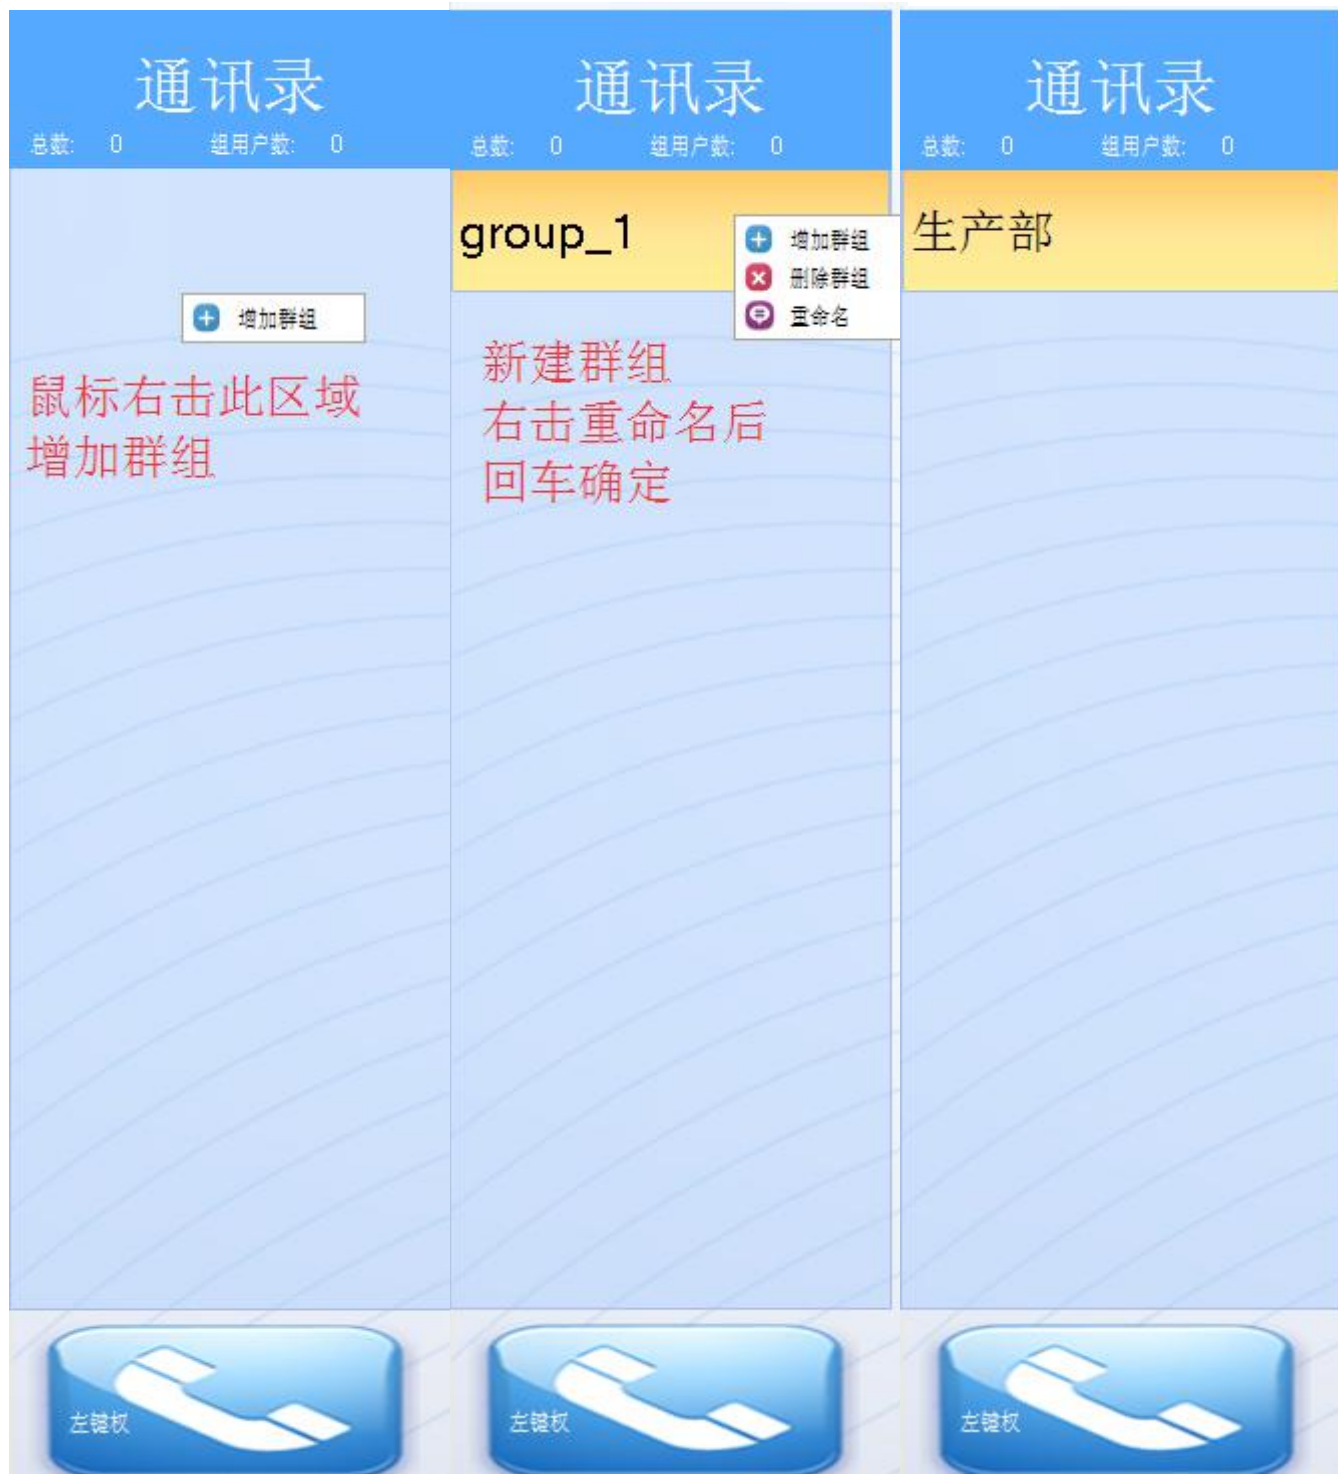 通讯录
总数: 0 组用户数: 0
增加群组
鼠标右击此区域
增加群组
左键权
通讯录
总数: 0 组用户数: 0
group_1
增加群组
删除群组
重命名
新建群组
右击重命名后
回车确定
左键权
通讯录
总数: 0 组用户数: 0
生产部
左键权